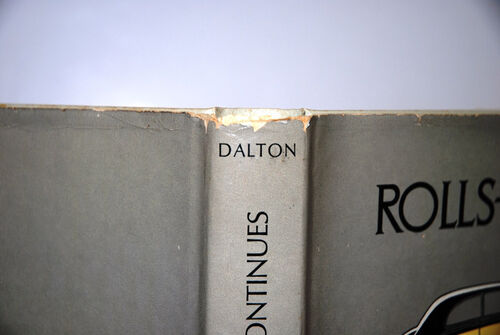 DALTON
ONTINUES
ROLLS-